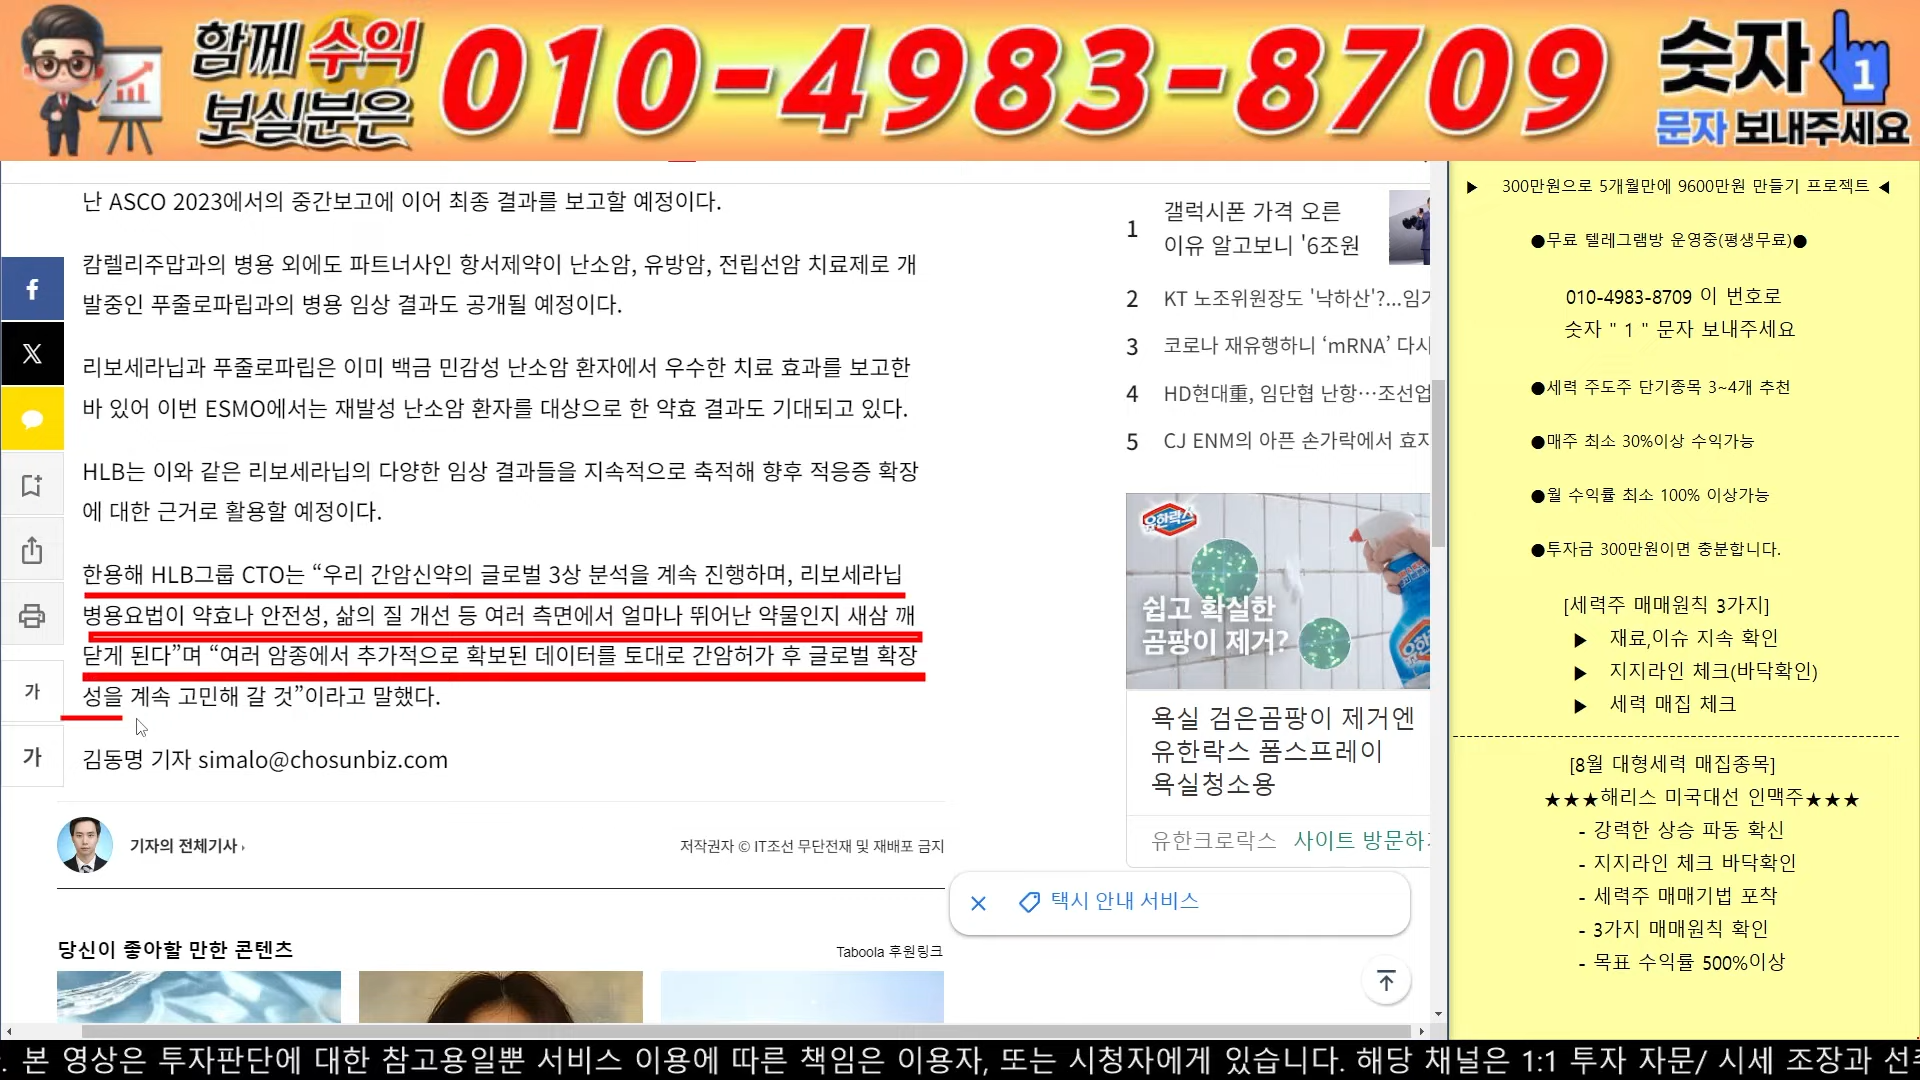 함께 수익
보실분은
010-4983-8709
숫자
1
문자 보내주세요
난 ASCO 2023에서의 중간보고에 이어 최종 결과를 보고할 예정이다.
캄렐리주맙과의 병용 외에도 파트너사인 항서제약이 난소암, 유방암, 전립선암 치료제로 개
발중인 푸줄로파립과의 병용 임상 결과도 공개될 예정이다.
리보세라닙과 푸줄로파립은 이미 백금 민감성 난소암 환자에서 우수한 치료 효과를 보고한
바 있어 이번 ESMO에서는 재발성 난소암 환자를 대상으로 한 약효 결과도 기대되고 있다.
HLB는 이와 같은 리보세라닙의 다양한 임상 결과들을 지속적으로 축적해 향후 적응증 확장
에 대한 근거로 활용할 예정이다.
한용해 HLB그룹 CTO는 “우리 간암신약의 글로벌 3상 분석을 계속 진행하며, 리보세라닙
병용요법이 약효나 안전성, 삶의 질 개선 등 여러 측면에서 얼마나 뛰어난 약물인지 새삼 깨
닫게 된다”며 “여러 암종에서 추가적으로 확보된 데이터를 토대로 간암허가 후 글로벌 확장
성을 계속 고민해 갈 것”이라고 말했다.
가
가
김동명 기자 simalo@chosunbiz.com
기자의 전체기사 ›
저작권자 © IT조선 무단전재 및 재배포 금지
당신이 좋아할 만한 콘텐츠
Taboola 후원링크
1 갤럭시폰 가격 오른
이유 알고보니 '6조원
2 KT 노조위원장도 '낙하산'?...임기
3 코로나 재유행하니 ‘mRNA’ 다시
4 HD현대重, 임단협 난항…조선업
5 CJ ENM의 아픈 손가락에서 효자
유한락스
쉽고 확실한
곰팡이 제거?
욕실 검은곰팡이 제거엔
유한락스 폼스프레이
욕실청소용
유한크로락스 사이트 방문하기
택시 안내 서비스
▶ 300만원으로 5개월만에 9600만원 만들기 프로젝트 ◀
●무료 텔레그램방 운영중(평생무료)●
010-4983-8709 이 번호로
숫자 " 1 " 문자 보내주세요
●세력 주도주 단기종목 3~4개 추천
●매주 최소 30%이상 수익가능
●월 수익률 최소 100% 이상가능
●투자금 300만원이면 충분합니다.
[세력주 매매원칙 3가지]
▶ 재료,이슈 지속 확인
▶ 지지라인 체크(바닥확인)
▶ 세력 매집 체크
[8월 대형세력 매집종목]
★★★해리스 미국대선 인맥주★★★
- 강력한 상승 파동 확신
- 지지라인 체크 바닥확인
- 세력주 매매기법 포착
- 3가지 매매원칙 확인
- 목표 수익률 500%이상
. 본 영상은 투자판단에 대한 참고용일뿐 서비스 이용에 따른 책임은 이용자, 또는 시청자에게 있습니다. 해당 채널은 1:1 투자 자문/ 시세 조장과 선